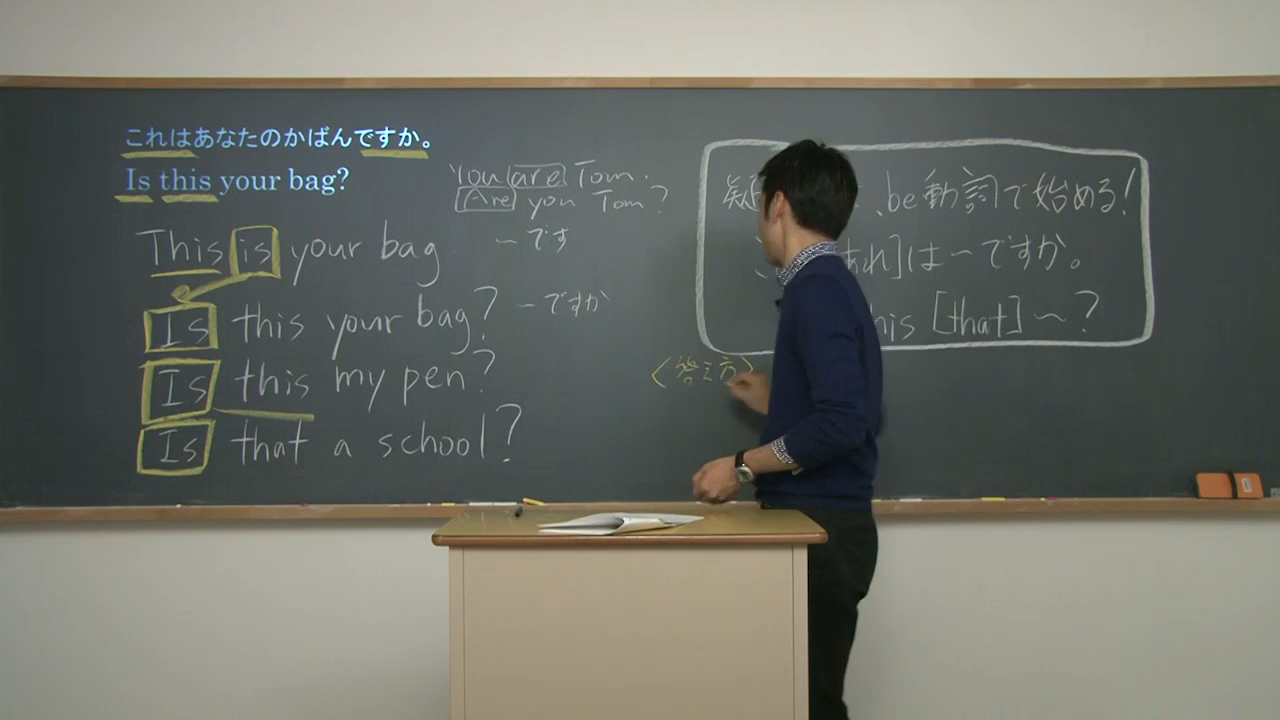 これはあなたのかばんですか。
Is this your bag?
You are Tom.
Are you Tom?
This is your bag
〜です
Is this your bag?
〜ですか
Is this my pen?
Is that a school?
be動詞で始める!
あれ]は〜ですか。
his [that] 〜?
〈答え方〉